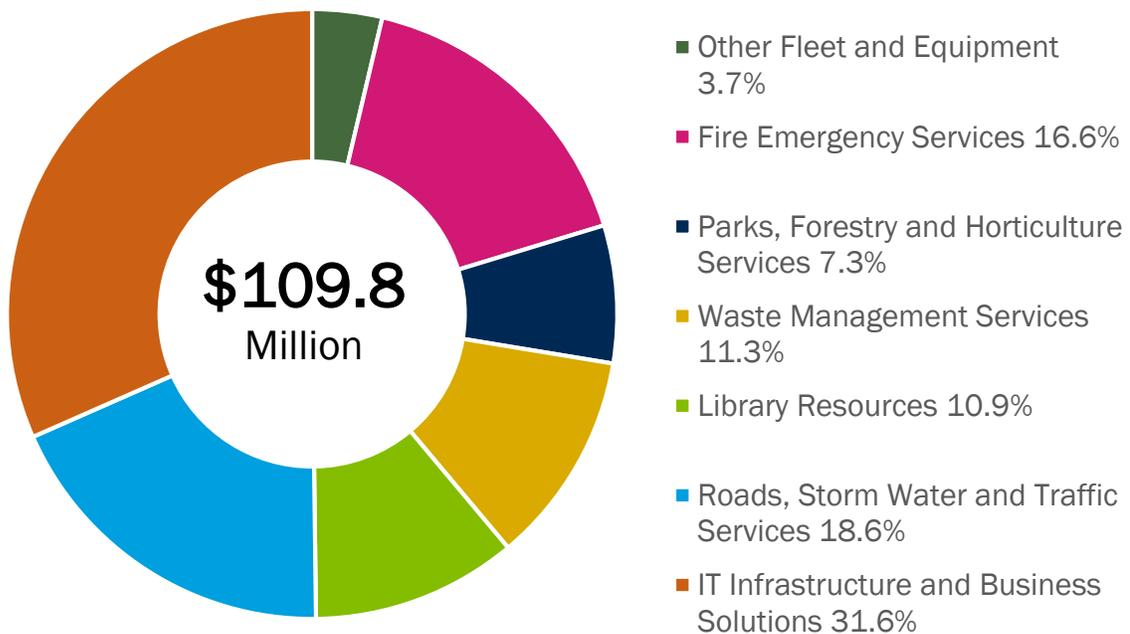 $109.8
Million
Other Fleet and Equipment
3.7%
Fire Emergency Services 16.6%
Parks, Forestry and Horticulture
Services 7.3%
Waste Management Services
11.3%
Library Resources 10.9%
Roads, Storm Water and Traffic
Services 18.6%
IT Infrastructure and Business
Solutions 31.6%